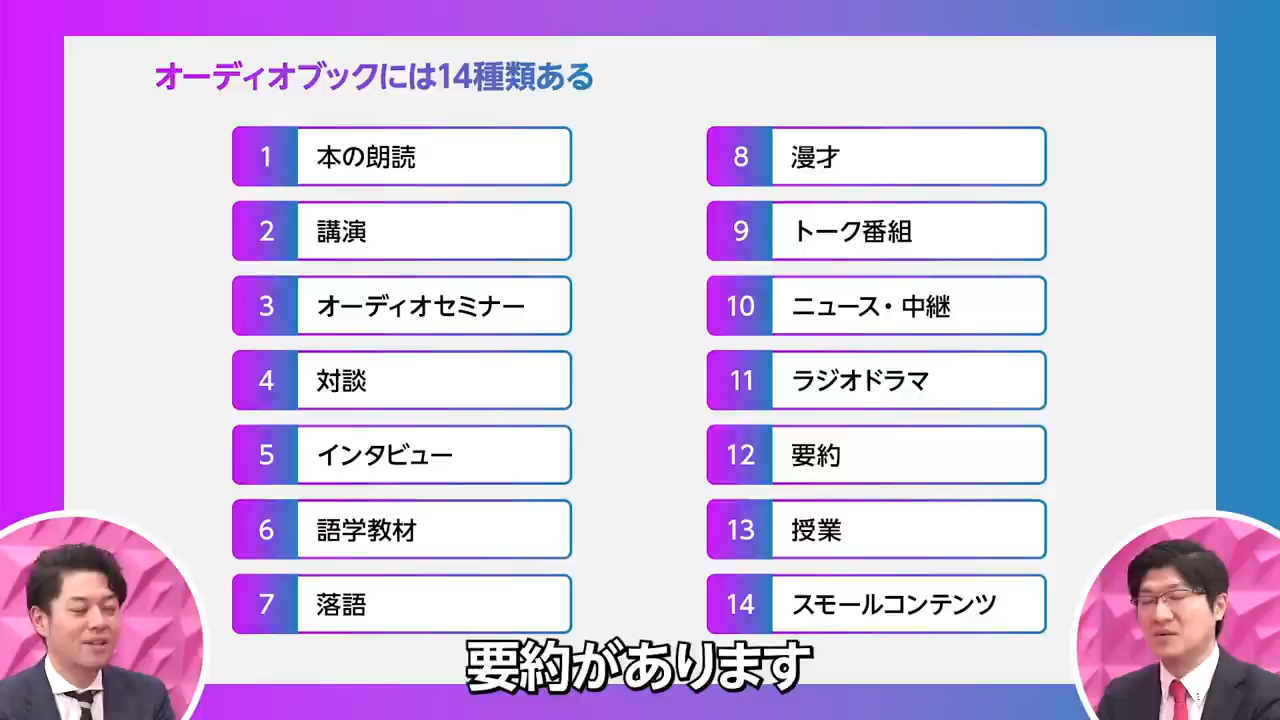 オーディオブックには14種類ある
1 本の朗読
2 講演
3 オーディオセミナー
4 対談
5 インタビュー
6 語学教材
7 落語
8 漫才
9 トーク番組
10 ニュース・中継
11 ラジオドラマ
12 要約
13 授業
14 スモールコンテンツ
要約があります